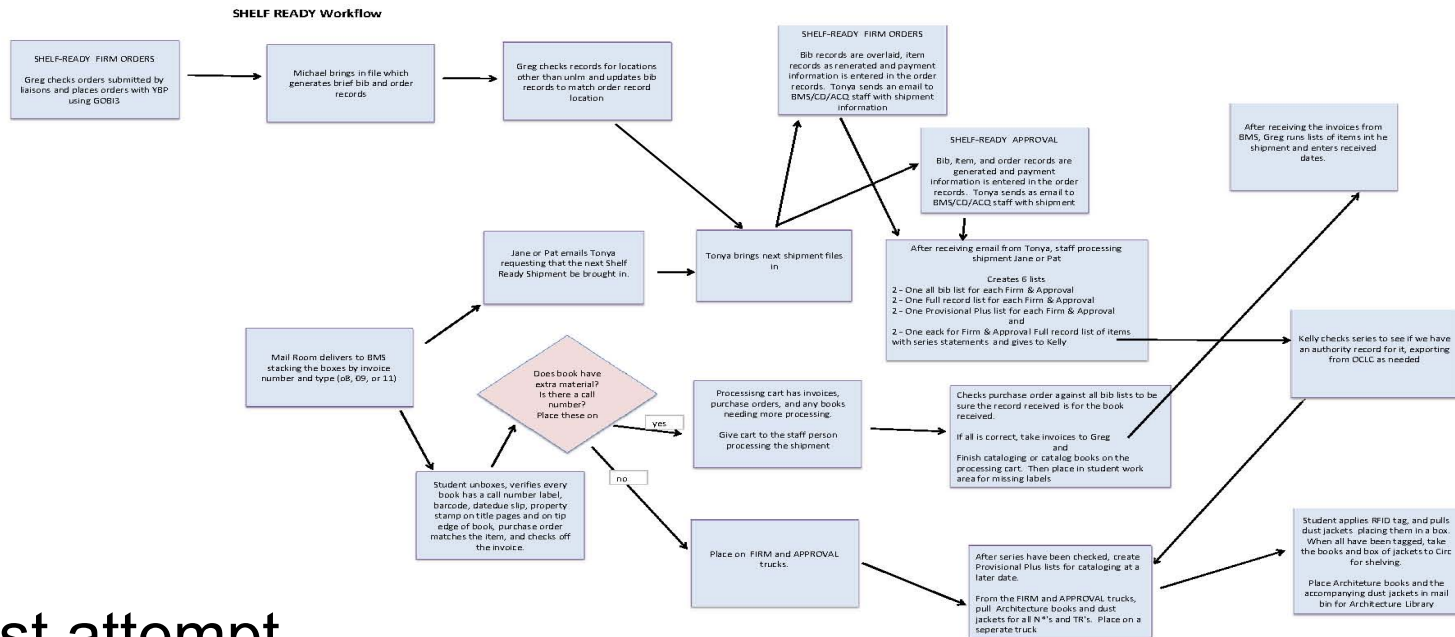 SHELF READY Workflow
SHELF-READY FIRM ORDERS
Greg checks orders submitted by
liaisons and places orders with YBP
using GOBI3
Michael brings in file which
generates brief bib and order
records
Greg checks records for locations
other than unlm and updates bib
records to match order record
location
SHELF-READY FIRM ORDERS
Bib records are overlaid, item
records as renerated and payment
information is entered in the order
records. Tonya sends an email to
BMS/CD/ACQ staff with shipment
information
SHELF-READY APPROVAL
Bib, item, and order records are
generated and payment
information is entered in the order
records. Tonya sends as email to
BMS/CD/ACQ staff with shipment
After receiving the invoices from
BMS, Greg runs lists of items int he
shipment and enters received
dates.
Jane or Pat emails Tonya
requesting that the next Shelf
Ready Shipment be brought in.
Tonya brings next shipment files
in
After receiving email from Tonya, staff processing
shipment Jane or Pat
Creates 6 lists
2 - One all bib list for each Firm & Approval
2 - One Full record list for each Firm & Approval
2 - One Provisional Plus list for each Firm & Approval
and
2 - One eack for Firm & Approval Full record list of items
with series statements and gives to Kelly
Kelly checks series to see if we have
an authority record for it, exporting
from OCLC as needed
Mail Room delivers to BMS
stacking the boxes by invoice
number and type (o8, 09, or 11)
Does book have
extra material?
Is there a call
number?
Place these on
yes
no
Processisng cart has invoices,
purchase orders, and any books
needing more processing.
Give cart to the staff person
processing the shipment
Checks purchase order against all bib lists to be
sure the record received is for the book
received.
If all is correct, take invoices to Greg
and
Finish cataloging or catalog books on the
processing cart. Then place in student work
area for missing labels
Student unboxes, verifies every
book has a call number label,
barcode, datedue slip, property
stamp on title pages and on tip
edge of book, purchase order
matches the item, and checks off
the invoice.
Place on FIRM and APPROVAL
trucks.
After series have been checked, create
Provisional Plus lists for cataloging at a
later date.
From the FIRM and APPROVAL trucks,
pull Architecture books and dust
jackets for all N*'s and TR's. Place on a
seperate truck
Student applies RFID tag, and pulls
dust jackets placing them in a box.
When all have been tagged, take
the books and box of jackets to Circ
for shelving.
Place Architeture books and the
accompanying dust jackets in mail
bin for Architecture Library
attempt